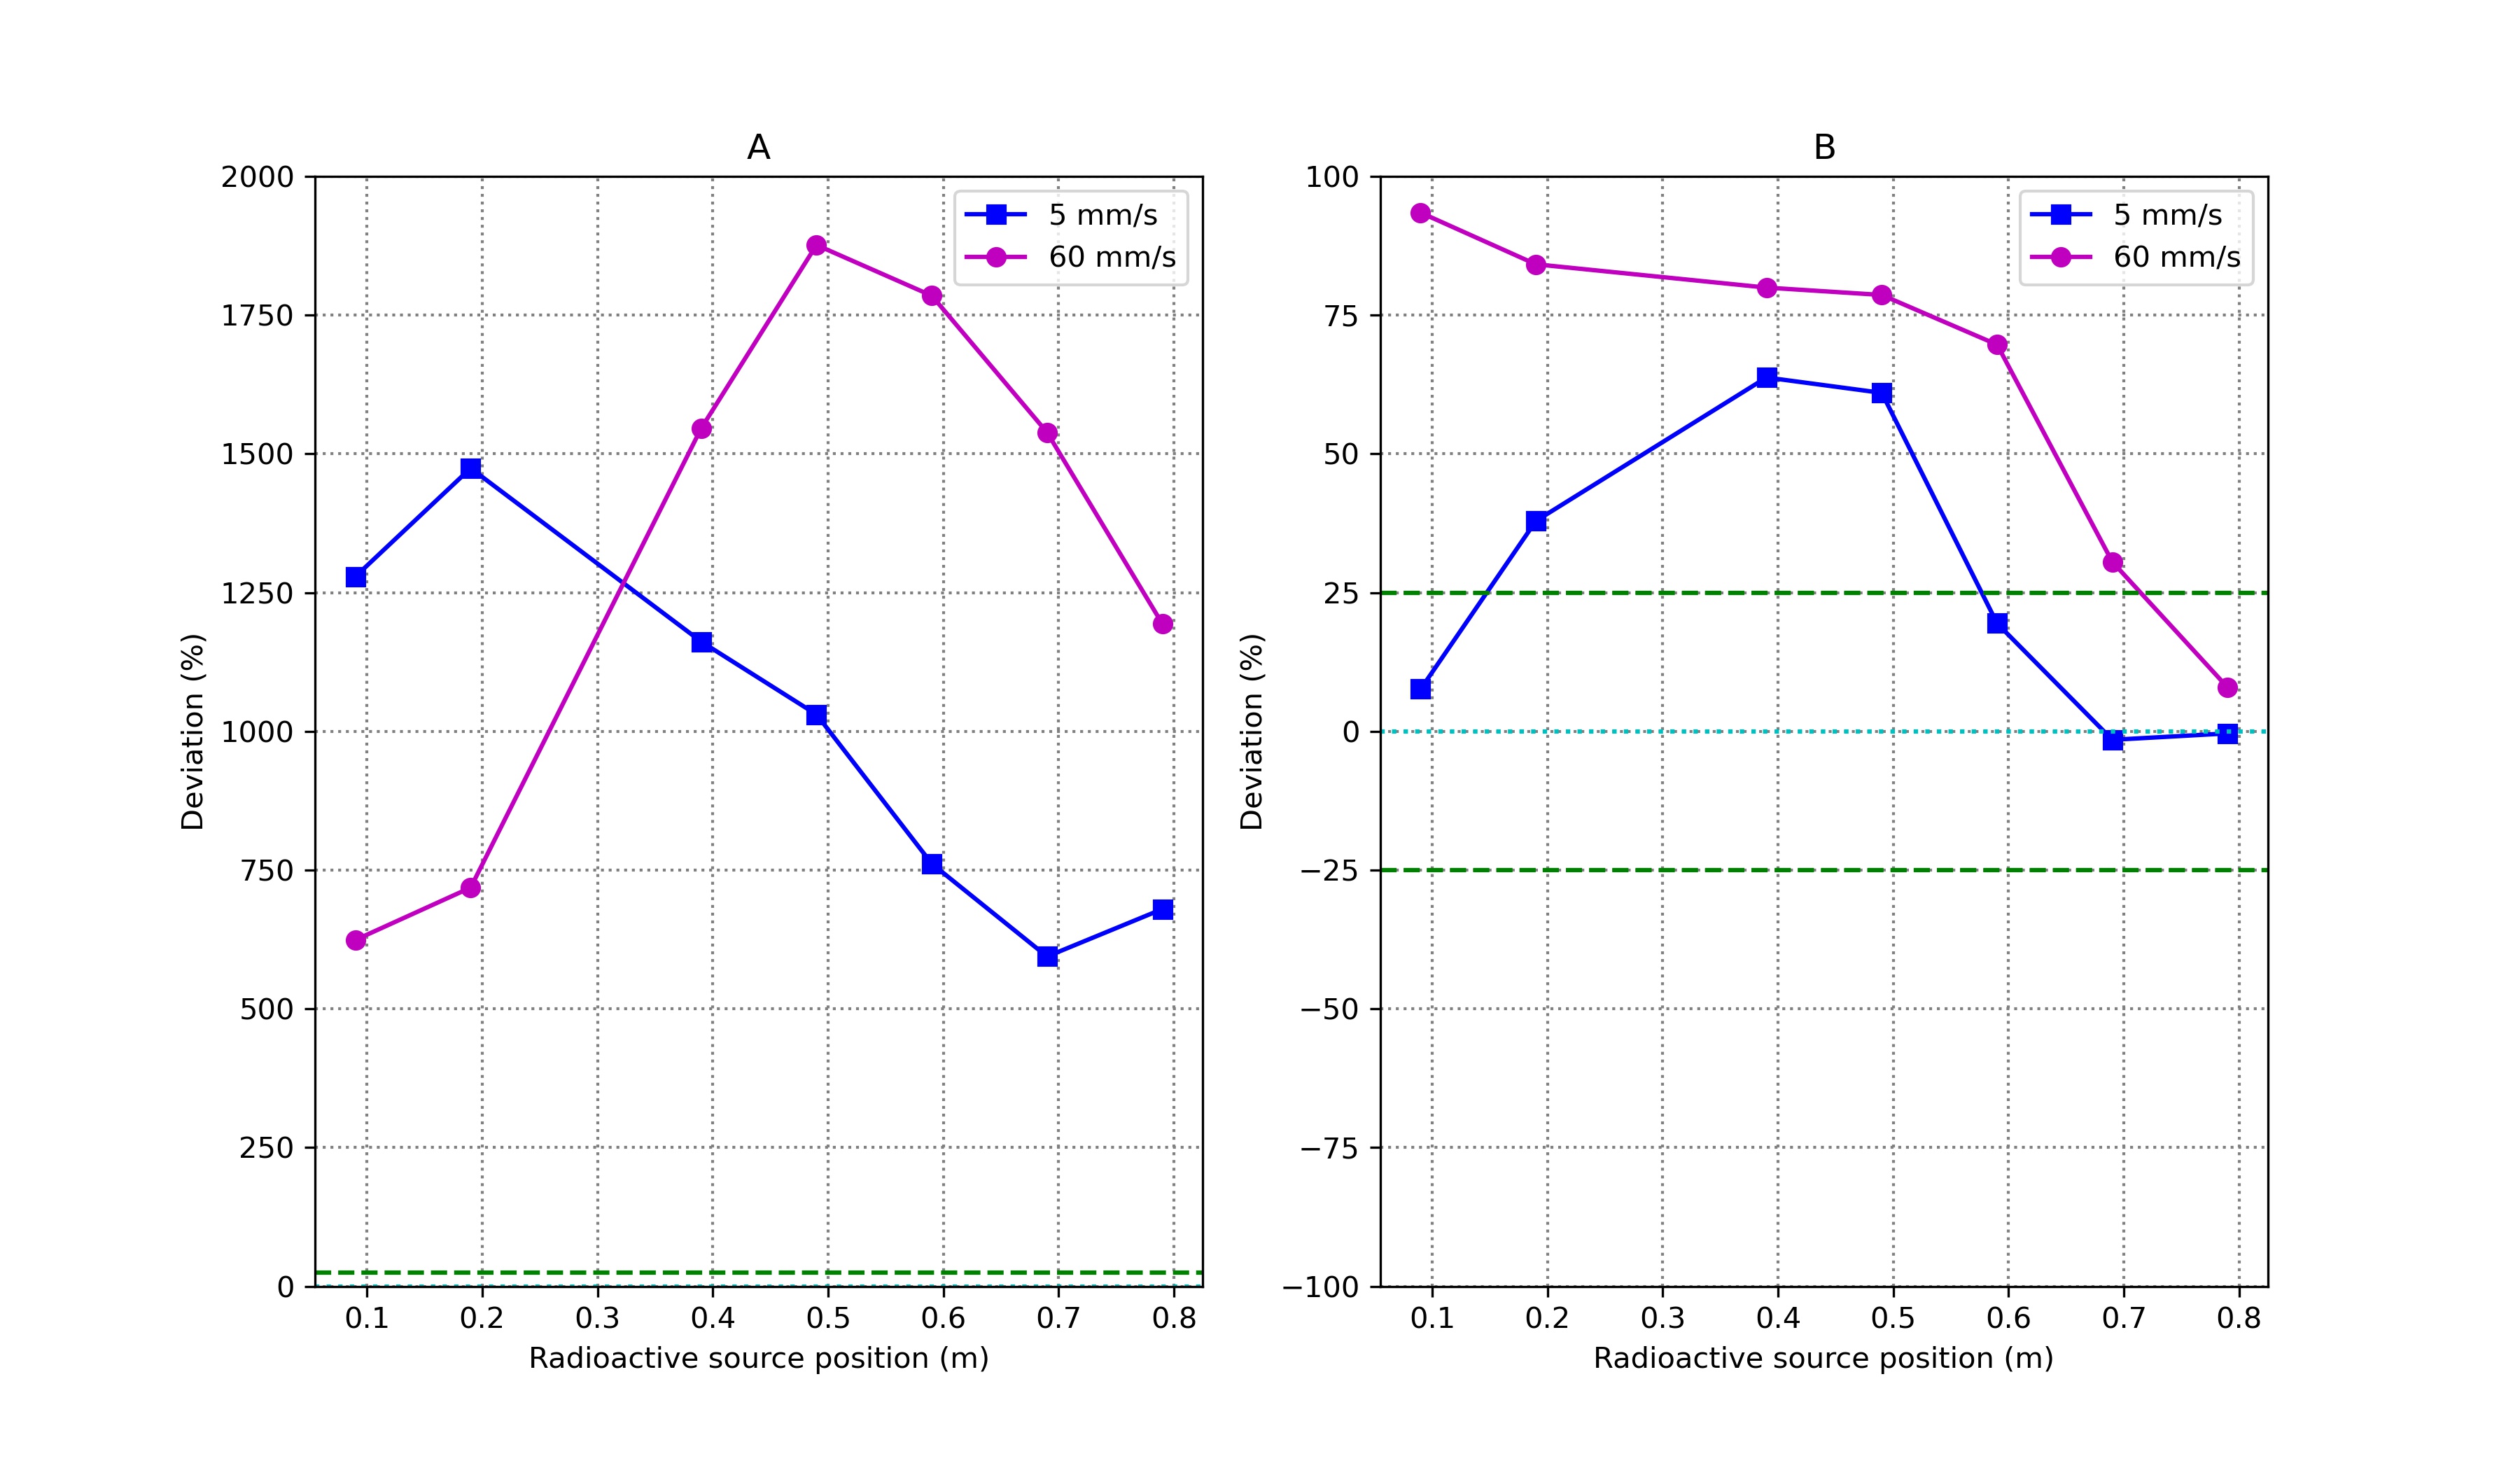 A
2000
1750
1500
1250
1000
750
500
250
0
Deviation (%)
0.1 0.2 0.3 0.4 0.5 0.6 0.7 0.8
Radioactive source position (m)
5 mm/s
60 mm/s
B
100
75
50
25
0
−25
−50
−75
−100
Deviation (%)
0.1 0.2 0.3 0.4 0.5 0.6 0.7 0.8
Radioactive source position (m)
5 mm/s
60 mm/s